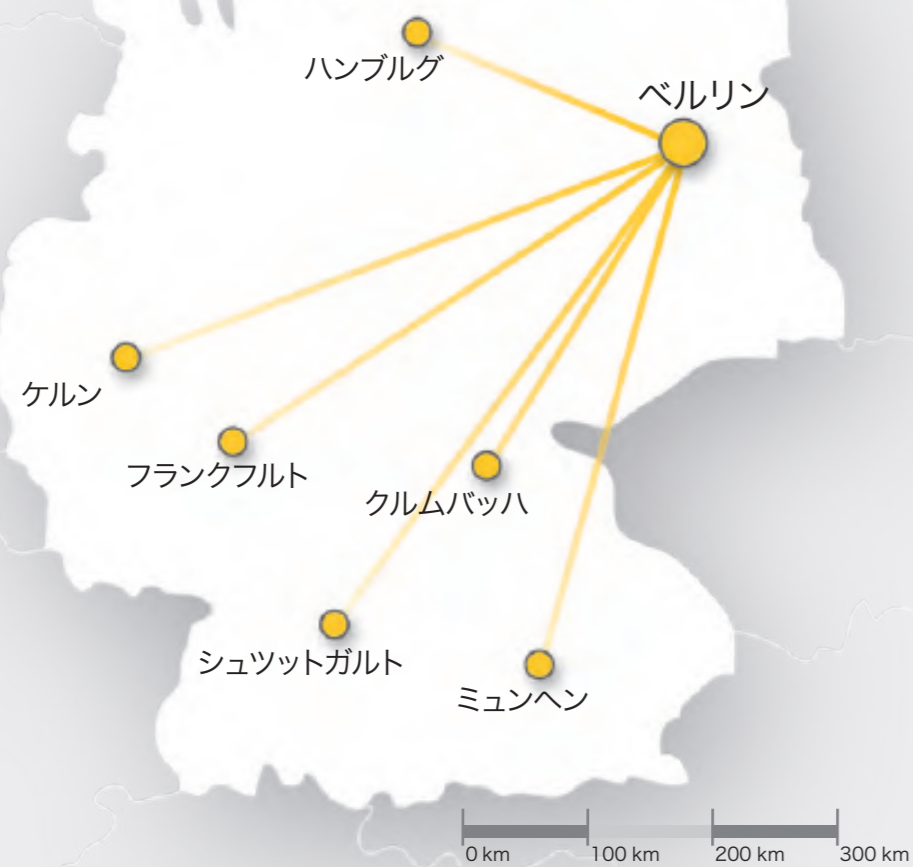 ハンブルグ
ベルリン
ケルン
フランクフルト
クルムバッハ
シュツットガルト
ミュンヘン
0 km
100 km
200 km
300 km